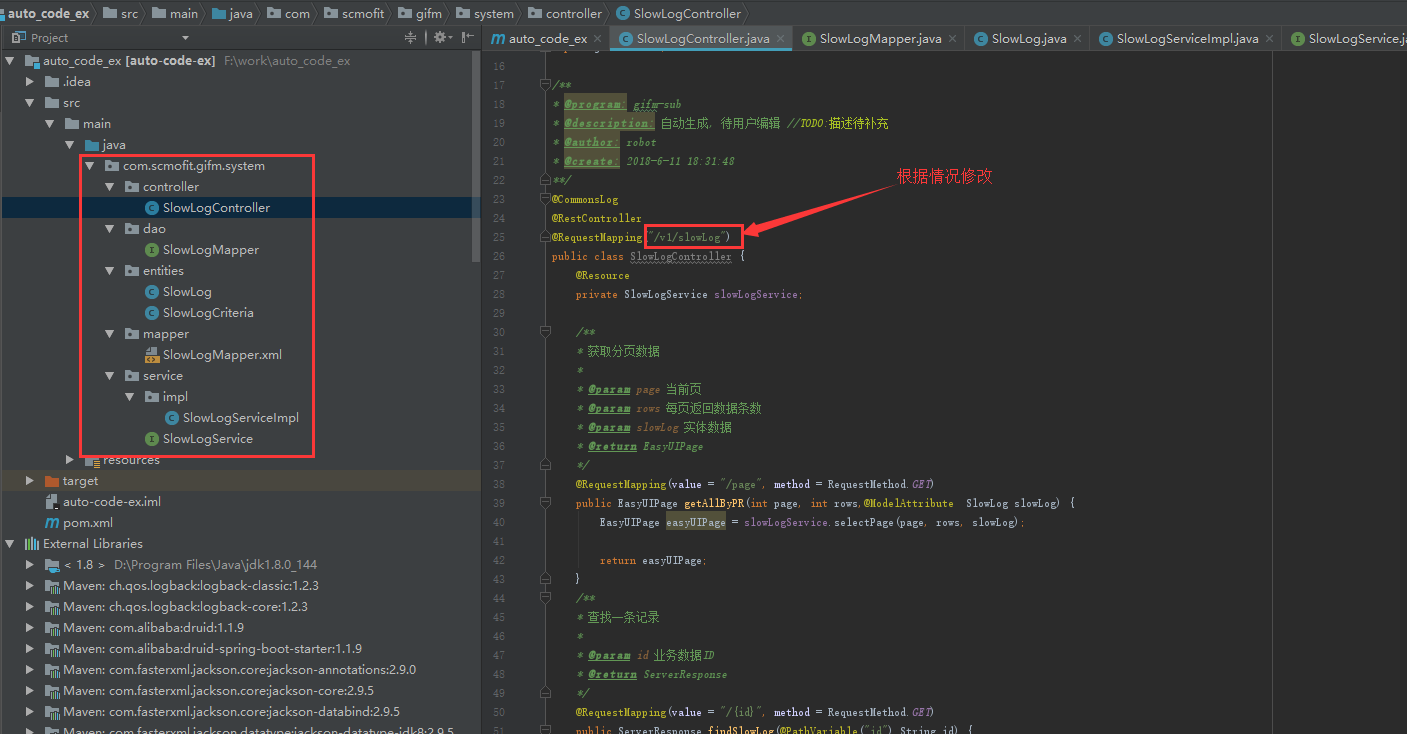 auto_code_ex src main java com scmofit gifm system controller SlowLogController
Project
auto_code_ex SlowLogController.java SlowLogMapper.java SlowLog.java SlowLogServiceImpl.java SlowLogService.ja
auto_code_ex [auto-code-ex] F:\work\auto_code_ex
.idea
src
main
java
com.scmofit.gifm.system
controller
SlowLogController
dao
SlowLogMapper
entities
SlowLog
SlowLogCriteria
mapper
SlowLogMapper.xml
service
impl
SlowLogServiceImpl
SlowLogService
resources
target
auto-code-ex.iml
pom.xml
External Libraries
< 1.8 > D:\Program Files\Java\jdk1.8.0_144
Maven: ch.qos.logback:logback-classic:1.2.3
Maven: ch.qos.logback:logback-core:1.2.3
Maven: com.alibaba:druid:1.1.9
Maven: com.alibaba:druid-spring-boot-starter:1.1.9
Maven: com.fasterxml.jackson.core:jackson-annotations:2.9.0
Maven: com.fasterxml.jackson.core:jackson-core:2.9.5
Maven: com.fasterxml.jackson.core:jackson-databind:2.9.5
Maven: com.fasterxml.jackson.datatype:jackson-datatype-jdk8:2.9.5
16
17 /**
18 * @program: gifm-sub
19 * @description: 自动生成，待用户编辑 //TODO:描述待补充
20 * @author: robot
21 * @create: 2018-6-11 18:31:48
22 **/
23 @CommonsLog
24 @RestController
25 @RequestMapping("/v1/slowLog")
根据情况修改
26 public class SlowLogController {
27 @Resource
28 private SlowLogService slowLogService;
29
30 /**
31 * 获取分页数据
32 *
33 * @param page 当前页
34 * @param rows 每页返回数据条数
35 * @param slowLog 实体数据
36 * @return EasyUIPage
37 */
38 @RequestMapping(value = "/page", method = RequestMethod.GET)
39 public EasyUIPage getAllByPR(int page, int rows,@ModelAttribute SlowLog slowLog) {
40 EasyUIPage easyUIPage = slowLogService.selectPage(page, rows, slowLog);
41
42 return easyUIPage;
43 }
44 /**
45 * 查找一条记录
46 *
47 * @param id 业务数据ID
48 * @return ServerResponse
49 */
50 @RequestMapping(value = "/{id}", method = RequestMethod.GET)
51 public ServerResponse findSlowLog(@PathVariable("id") String id) {